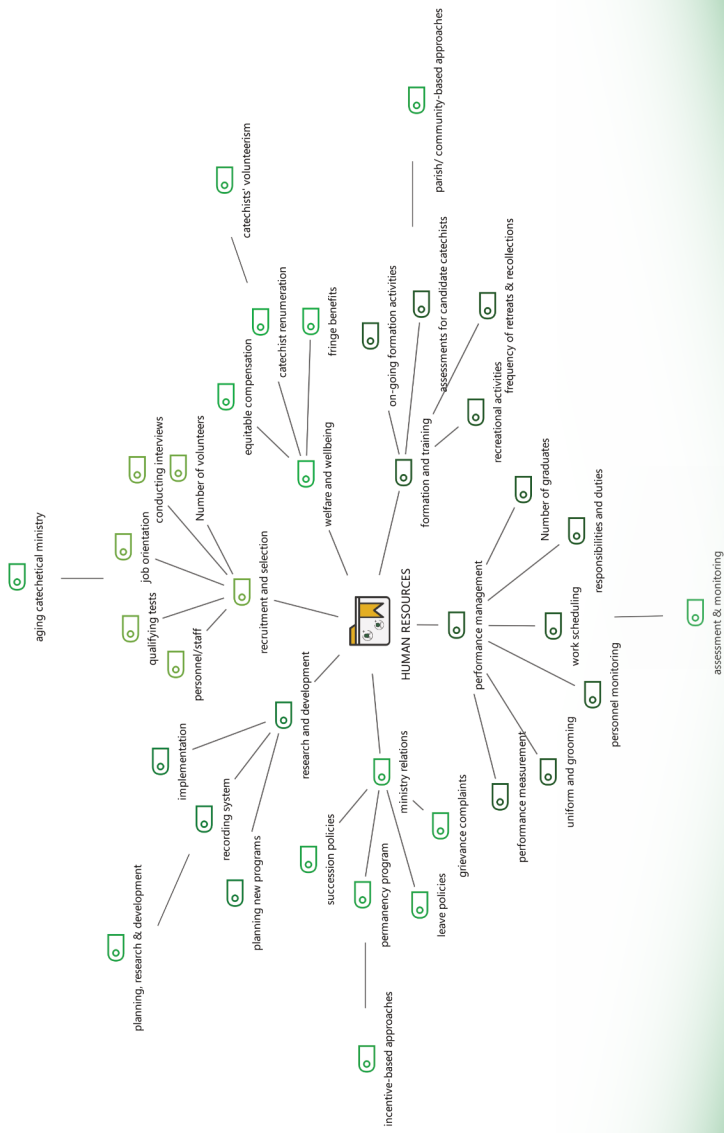 HUMAN RESOURCES
recruitment and selection
personnel/staff
qualifying tests
job orientation
conducting interviews
Number of volunteers
aging catechetical ministry
welfare and wellbeing
equitable compensation
catechist renumeration
fringe benefits
catechists' volunteerism
formation and training
on-going formation activities
assessments for candidate catechists
frequency of retreats & recollections
recreational activities
parish/ community-based approaches
performance management
Number of graduates
responsibilities and duties
work scheduling
personnel monitoring
uniform and grooming
performance measurement
assessment & monitoring
ministry relations
grievance complaints
leave policies
permanency program
succession policies
incentive-based approaches
research and development
implementation
recording system
planning new programs
planning, research & development